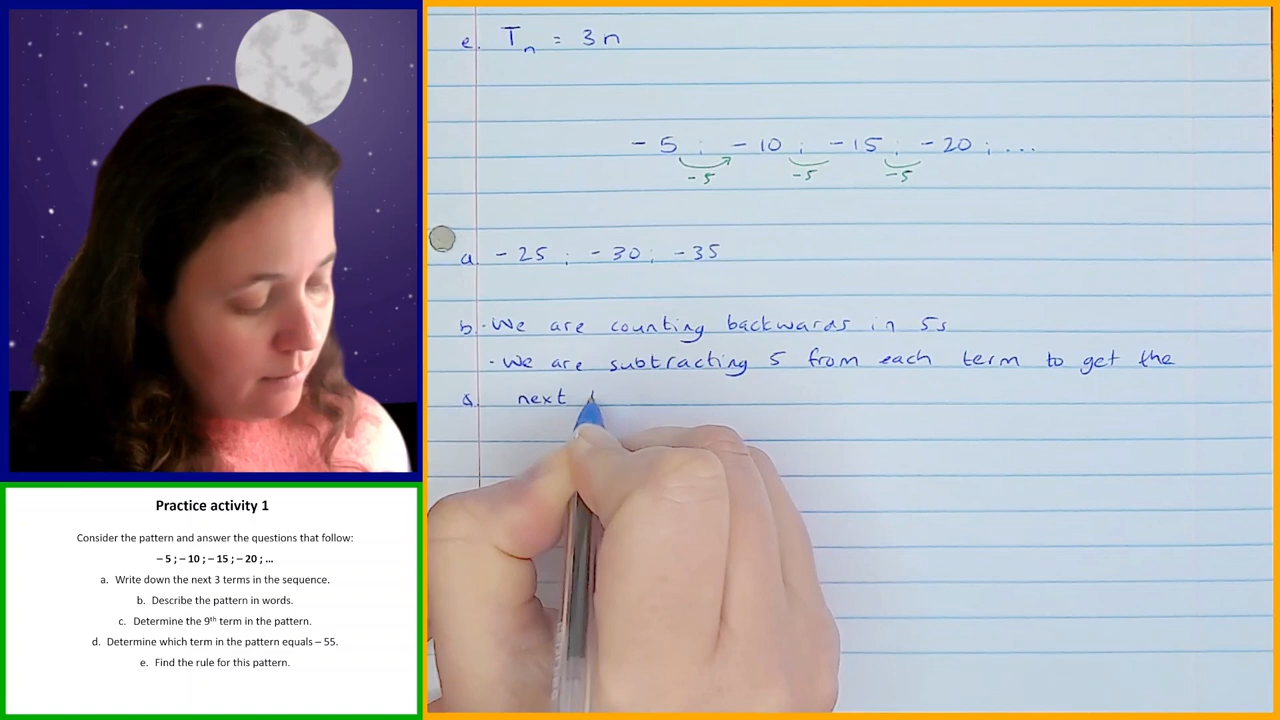 e. Tn = 3n
- 5 ; - 10 ; - 15 ; - 20 ; ...
-5 -5 -5
a. - 25 ; - 30 ; - 35
b. · We are counting backwards in 5s
· We are subtracting 5 from each term to get the
next
Practice activity 1
Consider the pattern and answer the questions that follow:
– 5 ; – 10 ; – 15 ; – 20 ; ...
a. Write down the next 3 terms in the sequence.
b. Describe the pattern in words.
c. Determine the 9th term in the pattern.
d. Determine which term in the pattern equals – 55.
e. Find the rule for this pattern.